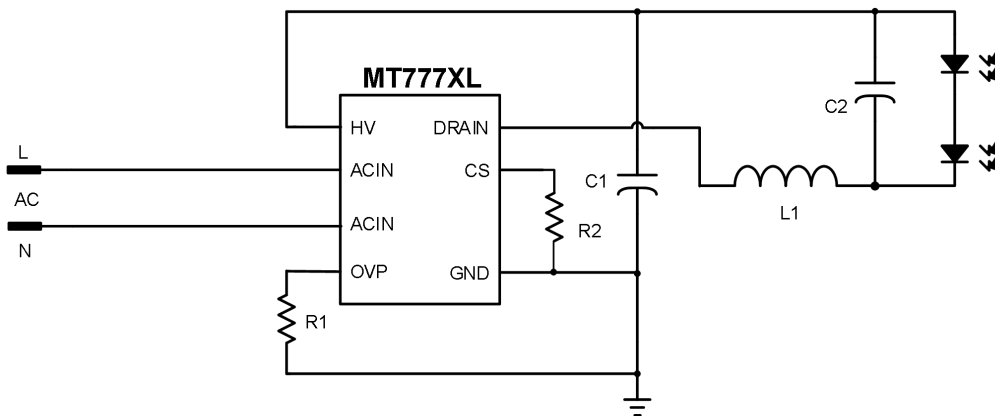 MT777XL
HV
DRAIN
C2
L
ACIN
CS
C1
AC
L1
ACIN
R2
N
OVP
GND
R1